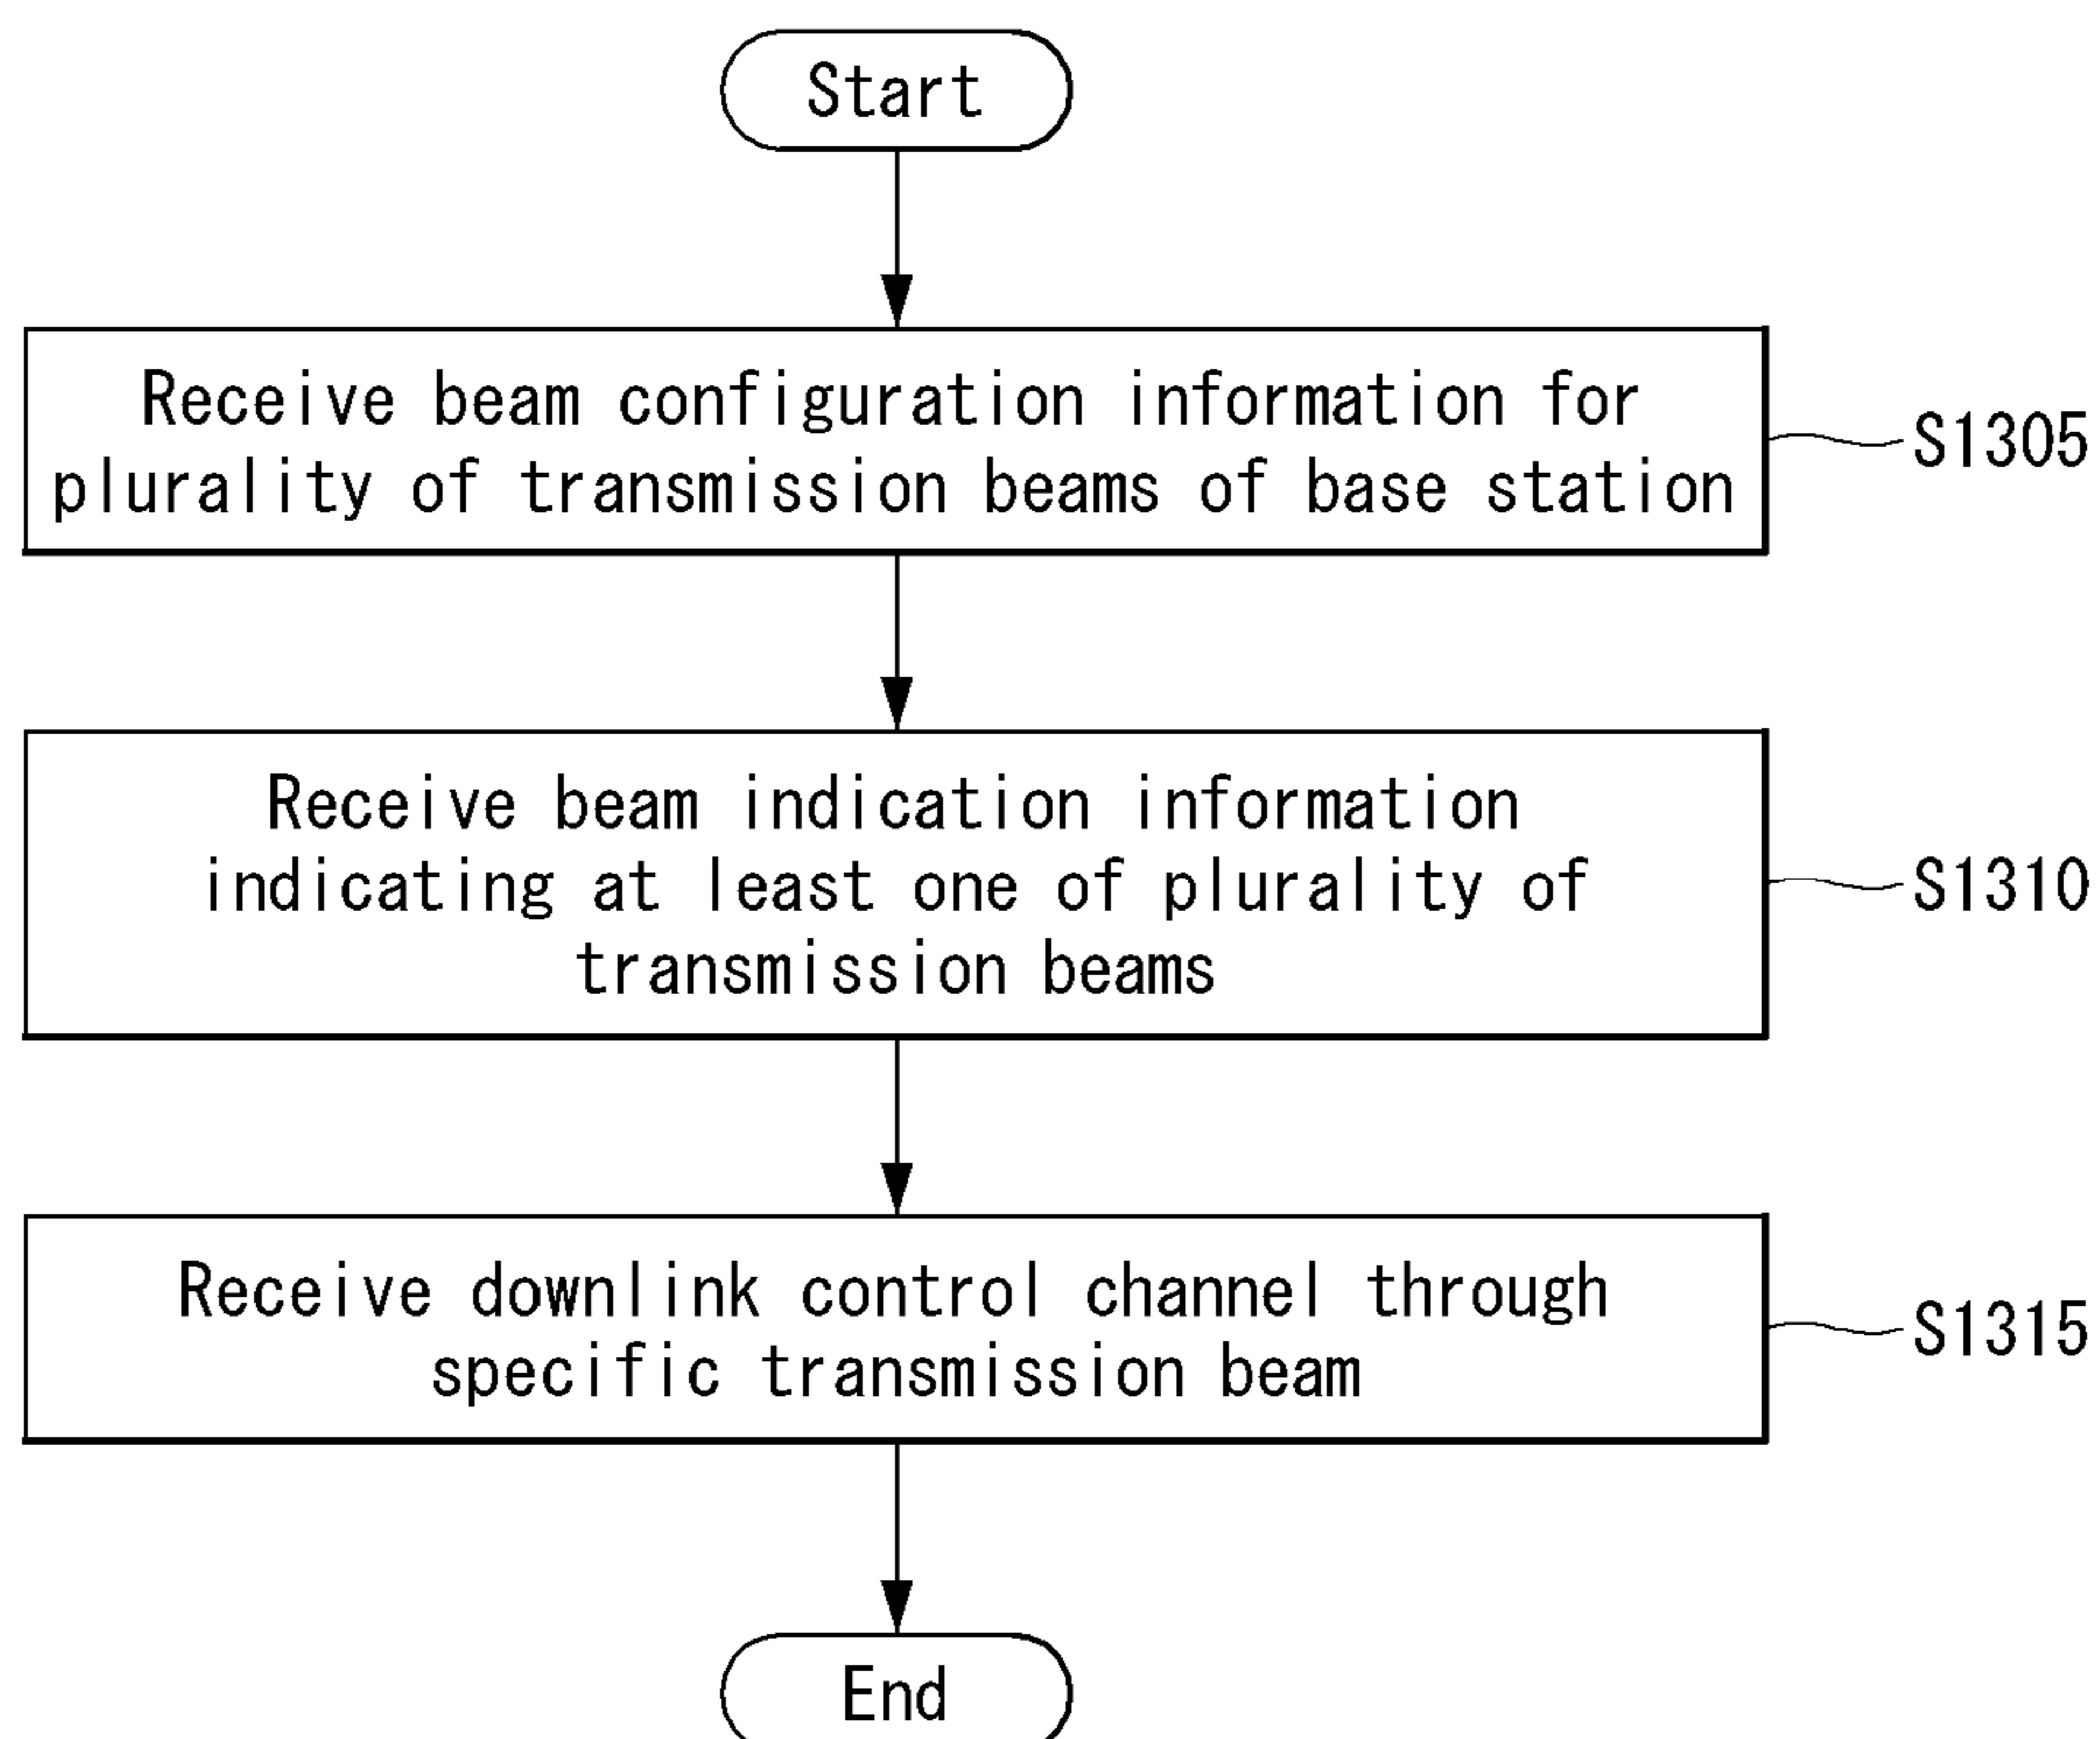 Start
Receive beam configuration information for
plurality of transmission beams of base station
S1305
Receive beam indication information
indicating at least one of plurality of
transmission beams
S1310
Receive downlink control channel through
specific transmission beam
S1315
End